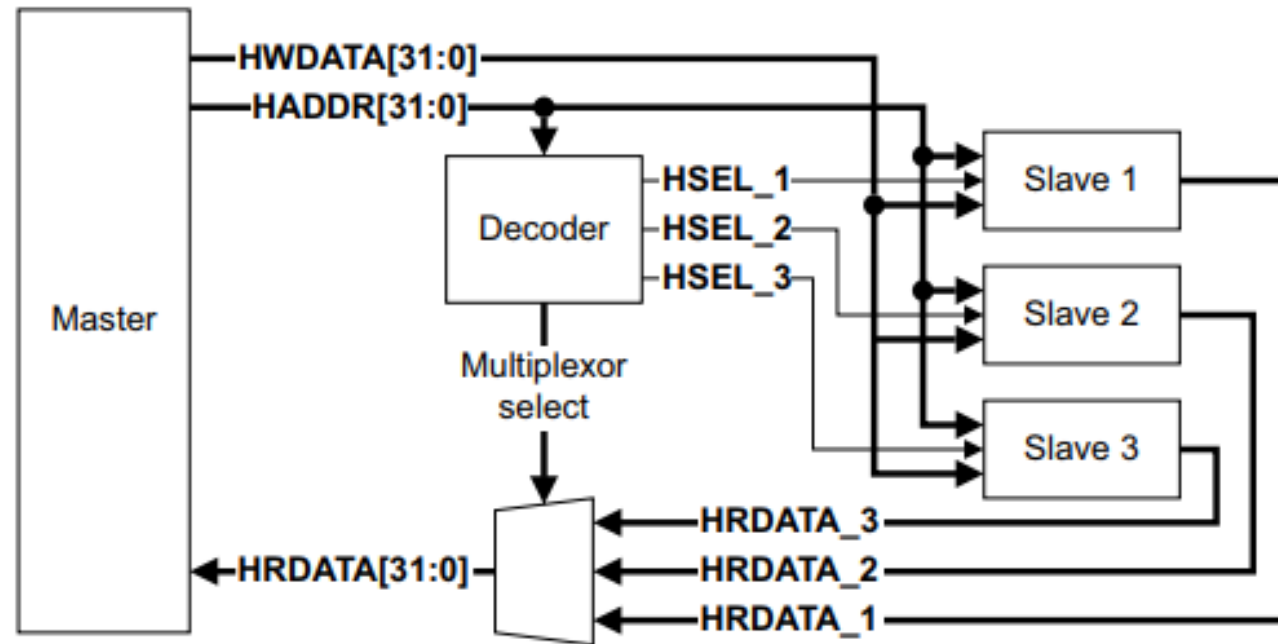 HWDATA[31:0]
HADDR[31:0]
HSEL_1
Slave 1
Decoder
HSEL_2
HSEL_3
Master
Slave 2
Multiplexor
select
Slave 3
HRDATA_3
HRDATA[31:0]
HRDATA_2
HRDATA_1